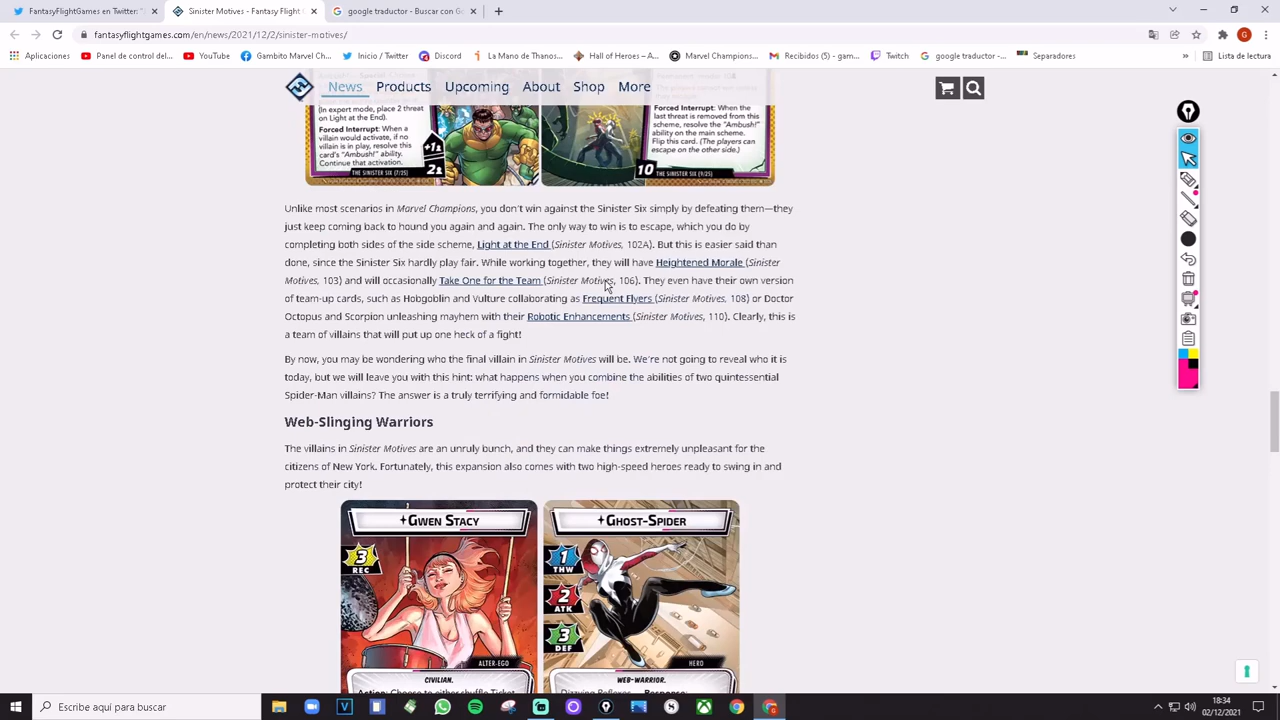 FantasyFlightGames en Twitter: "
Sinister Motives - Fantasy Flight G
google traductor - Buscar con Go
fantasyflightgames.com/en/news/2021/12/2/sinister-motives/
Aplicaciones
Panel de control del...
YouTube
Gambito Marvel Ch...
Inicio / Twitter
Discord
La Mano de Thanos...
Hall of Heroes – A...
Marvel Champions...
Recibidos (5) - gam...
Twitch
google traductor -...
Separadores
Lista de lectura
News
Products
Upcoming
About
Shop
More
(In expert mode, place 2 threat
on Light at the End).
Forced Interrupt: When a
villain would activate, if no
villain is in play, resolve this
card's "Ambush!" ability.
Continue that activation.
THE SINISTER SIX (7/25)
+1
2
Forced Interrupt: When the
last threat is removed from this
scheme, resolve the "Ambush!"
ability on the main scheme.
Flip this card. (The players can
escape on the other side.)
10
THE SINISTER SIX (9/25)
Unlike most scenarios in Marvel Champions, you don't win against the Sinister Six simply by defeating them—they
just keep coming back to hound you again and again. The only way to win is to escape, which you do by
completing both sides of the side scheme, Light at the End (Sinister Motives, 102A). But this is easier said than
done, since the Sinister Six hardly play fair. While working together, they will have Heightened Morale (Sinister
Motives, 103) and will occasionally Take One for the Team (Sinister Motives, 106). They even have their own version
of team-up cards, such as Hobgoblin and Vulture collaborating as Frequent Flyers (Sinister Motives, 108) or Doctor
Octopus and Scorpion unleashing mayhem with their Robotic Enhancements (Sinister Motives, 110). Clearly, this is
a team of villains that will put up one heck of a fight!
By now, you may be wondering who the final villain in Sinister Motives will be. We're not going to reveal who it is
today, but we will leave you with this hint: what happens when you combine the abilities of two quintessential
Spider-Man villains? The answer is a truly terrifying and formidable foe!
Web-Slinging Warriors
The villains in Sinister Motives are an unruly bunch, and they can make things extremely unpleasant for the
citizens of New York. Fortunately, this expansion also comes with two high-speed heroes ready to swing in and
protect their city!
GWEN STACY
3
REC
ALTER-EGO
CIVILIAN.
Action: Choose to either shuffle Ticket
GHOST-SPIDER
1
THW
2
ATK
3
DEF
HERO
WEB-WARRIOR.
Dizzying Reflexes — Response:
Escribe aquí para buscar
18:34
02/12/2021